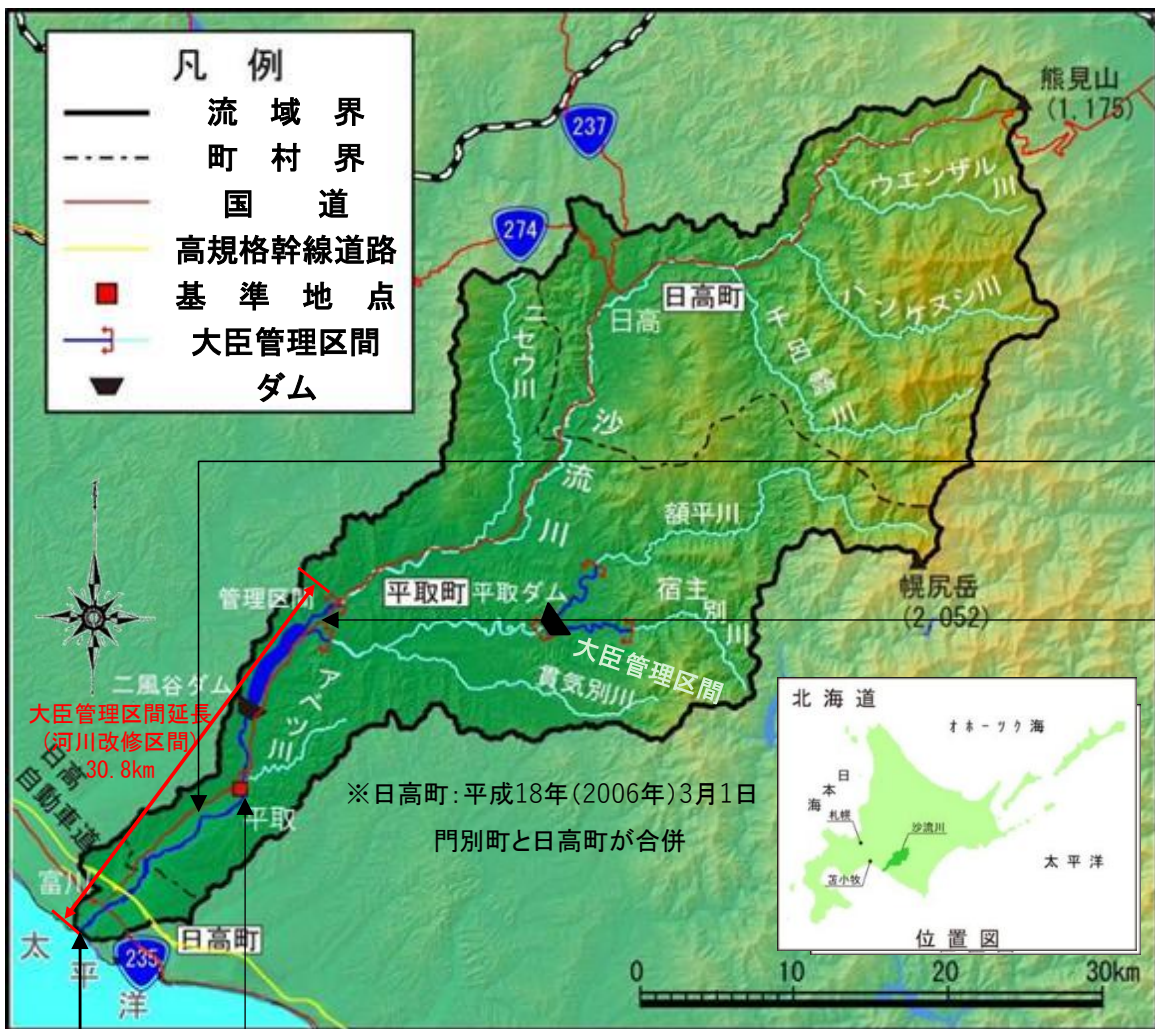 凡 例
流 域 界
町 村 界
国 道
高規格幹線道路
基 準 地 点
大臣管理区間
ダム
237
274
熊見山
(1,175)
ウエンザル川
パンケヌシ川
千呂露川
日高町
日高
ニセウ川
沙流川
額平川
幌尻岳
(2,052)
管理区間
平取町
平取ダム
宿主別川
大臣管理区間
貫気別川
アベツ川
二風谷ダム
大臣管理区間延長
(河川改修区間)
30.8km
日高自動車道
平取
富川
※日高町:平成18年(2006年)3月1日
門別町と日高町が合併
日高町
235
太平洋
北海道
オホーツク海
日本海
札幌
沙流川
苫小牧
太平洋
位置図
0 10 20 30km